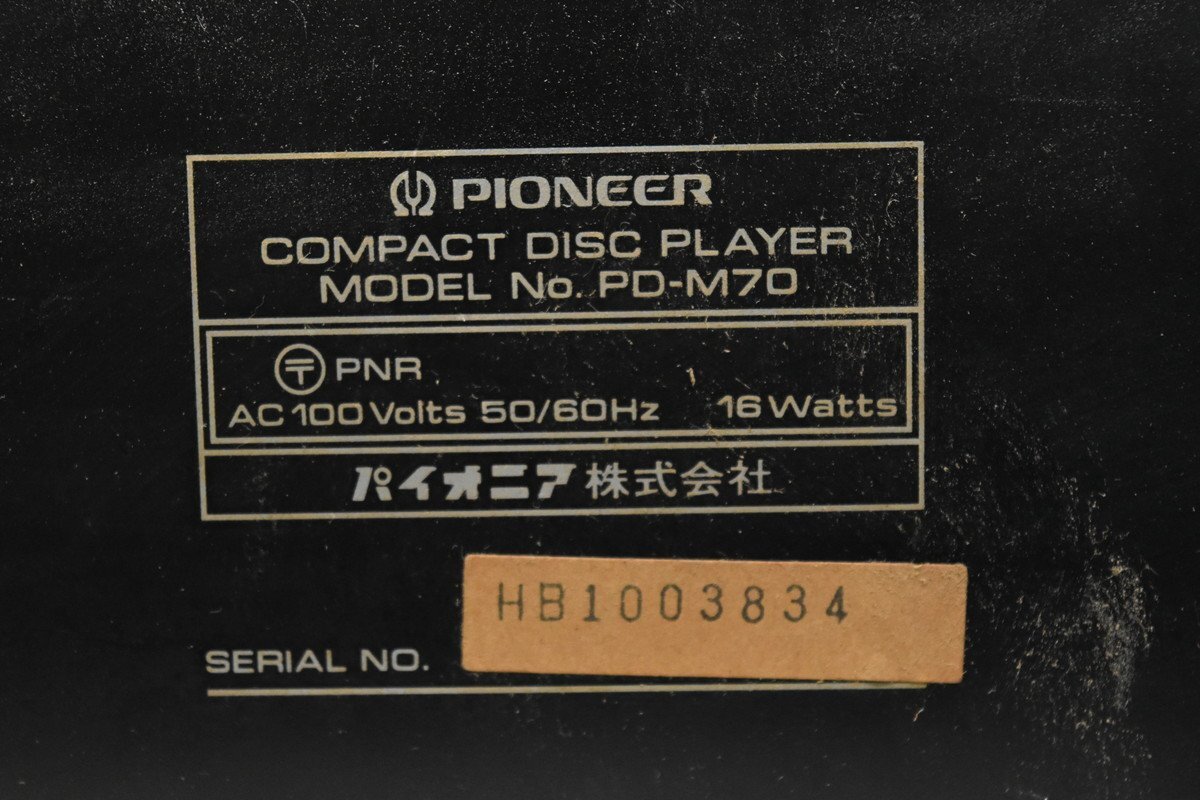 PIONEER
COMPACT DISC PLAYER
MODEL No. PD-M70
〒 PNR
AC 100 Volts 50/60Hz 16 Watts
パイオニア株式会社
HB1003834
SERIAL NO.